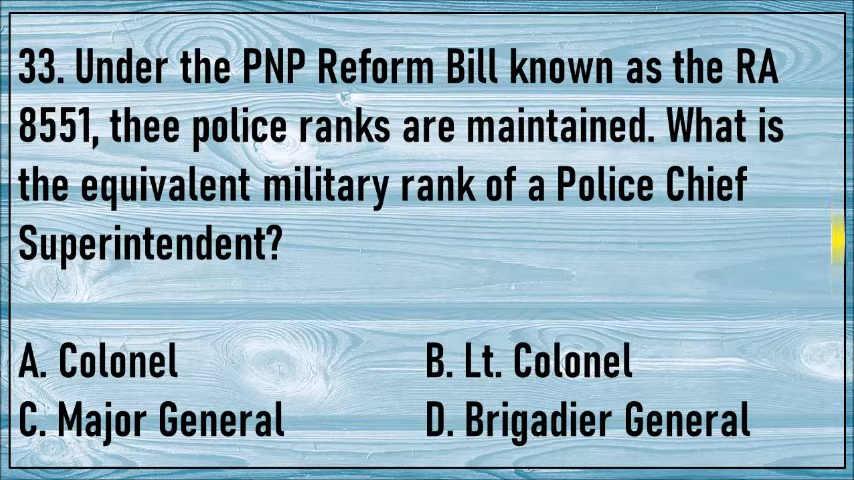 33. Under the PNP Reform Bill known as the RA
8551, thee police ranks are maintained. What is
the equivalent military rank of a Police Chief
Superintendent?
A. Colonel B. Lt. Colonel
C. Major General D. Brigadier General